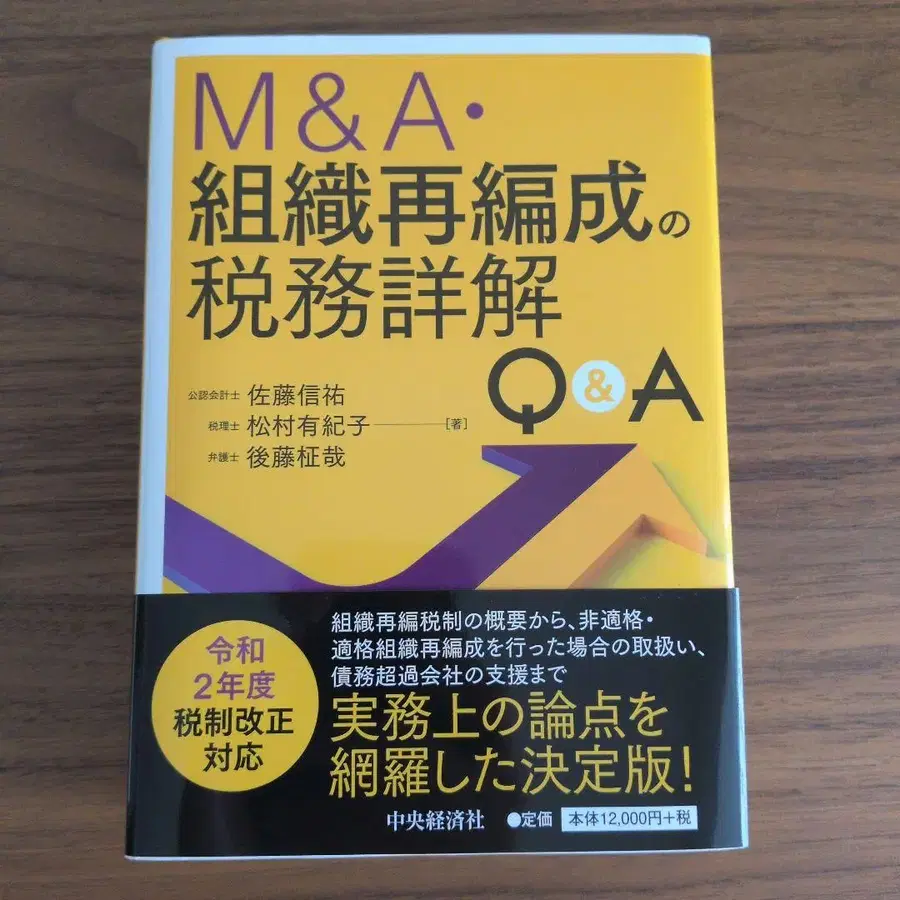 M&A・
組織再編成の
税務詳解
Q&A
公認会計士 佐藤信祐
税理士 松村有紀子 [著]
弁護士 後藤柾哉
組織再編税制の概要から、非適格・
適格組織再編成を行った場合の取扱い、
債務超過会社の支援まで
実務上の論点を
網羅した決定版!
令和
2年度
税制改正
対応
中央経済社 ●定価 本体12,000円+税